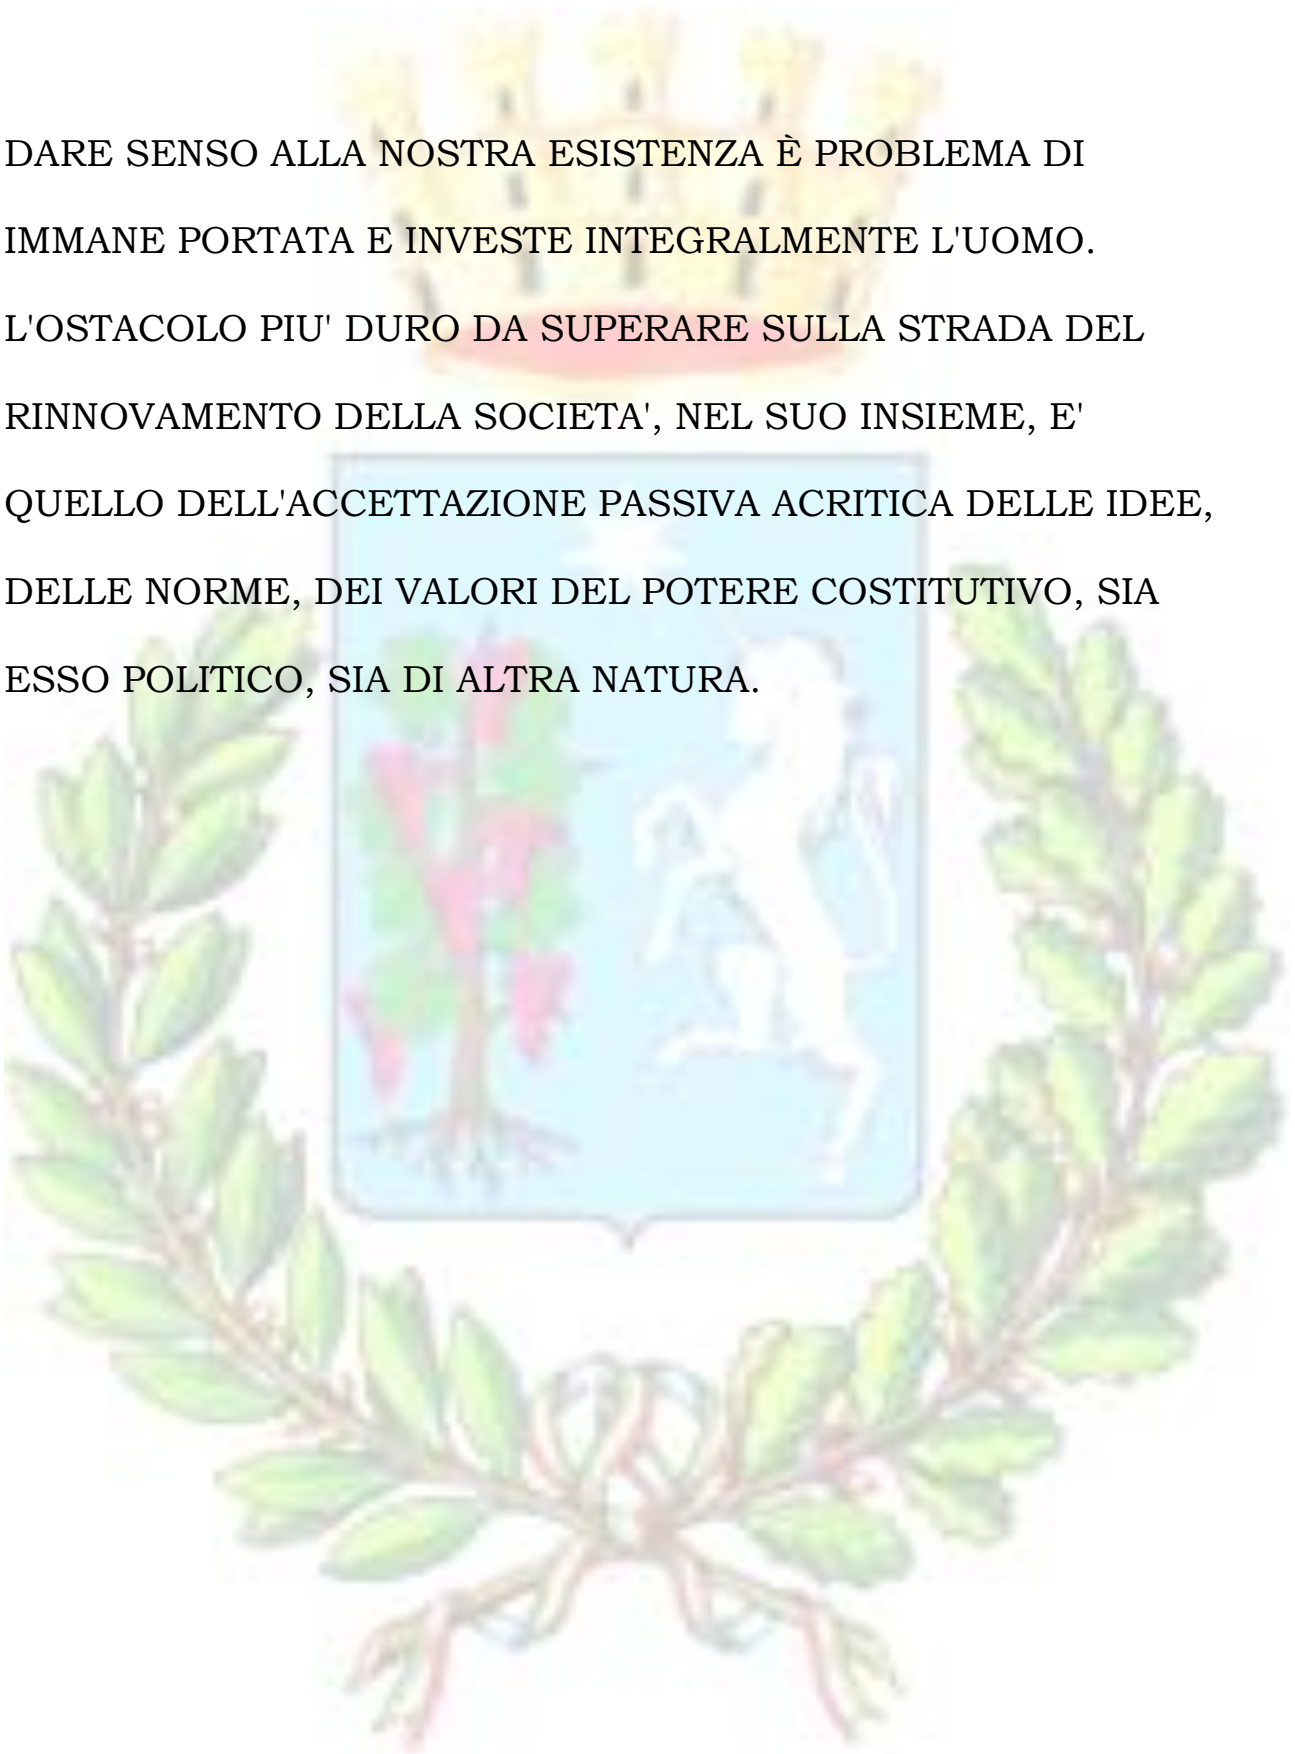 DARE SENSO ALLA NOSTRA ESISTENZA È PROBLEMA DI
IMMANE PORTATA E INVESTE INTEGRALMENTE L'UOMO.
L'OSTACOLO PIU' DURO DA SUPERARE SULLA STRADA DEL
RINNOVAMENTO DELLA SOCIETA', NEL SUO INSIEME, E'
QUELLO DELL'ACCETTAZIONE PASSIVA ACRITICA DELLE IDEE,
DELLE NORME, DEI VALORI DEL POTERE COSTITUTIVO, SIA
ESSO POLITICO, SIA DI ALTRA NATURA.